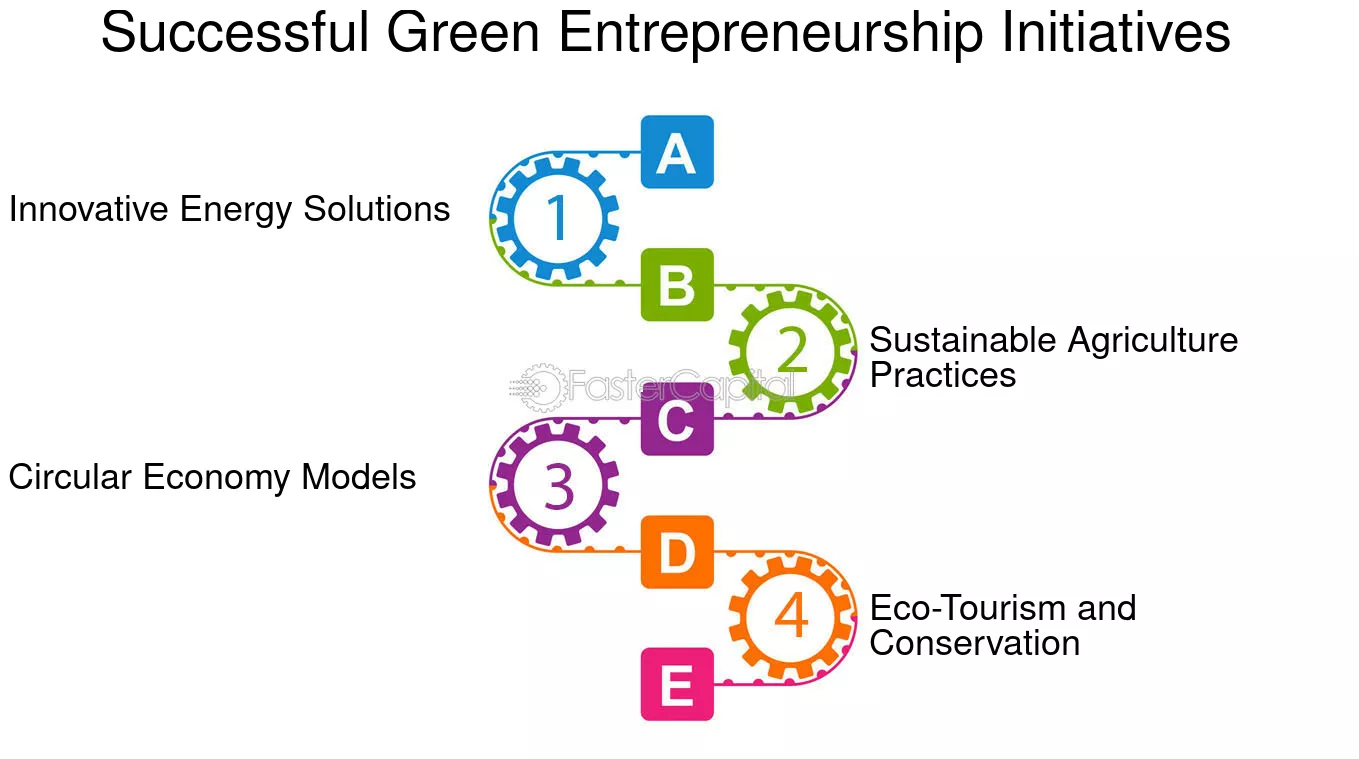 Successful Green Entrepreneurship Initiatives
A
Innovative Energy Solutions
1
B
2
Sustainable Agriculture
Practices
FasterCapital
C
Circular Economy Models
3
D
4
Eco-Tourism and
Conservation
E